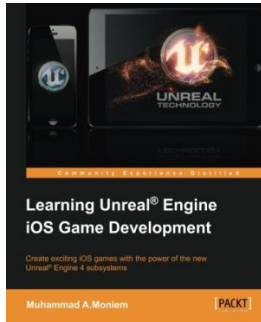 UNREAL
TECHNOLOGY
Community Experience Distilled
Learning Unreal® Engine
iOS Game Development
Create exciting iOS games with the power of the new
Unreal® Engine 4 subsystems
Muhammad A.Moniem
[PACKT]